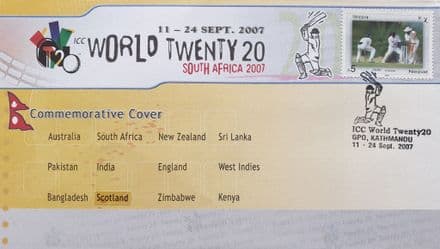 11 – 24 SEPT. 2007
ICC WORLD TWENTY 20
SOUTH AFRICA 2007
5
Commemorative Cover
Australia South Africa New Zealand Sri Lanka
Pakistan India England West Indies
Bangladesh Scotland Zimbabwe Kenya
ICC World Twenty20
GPO, KATHMANDU
11 - 24 Sept. 2007